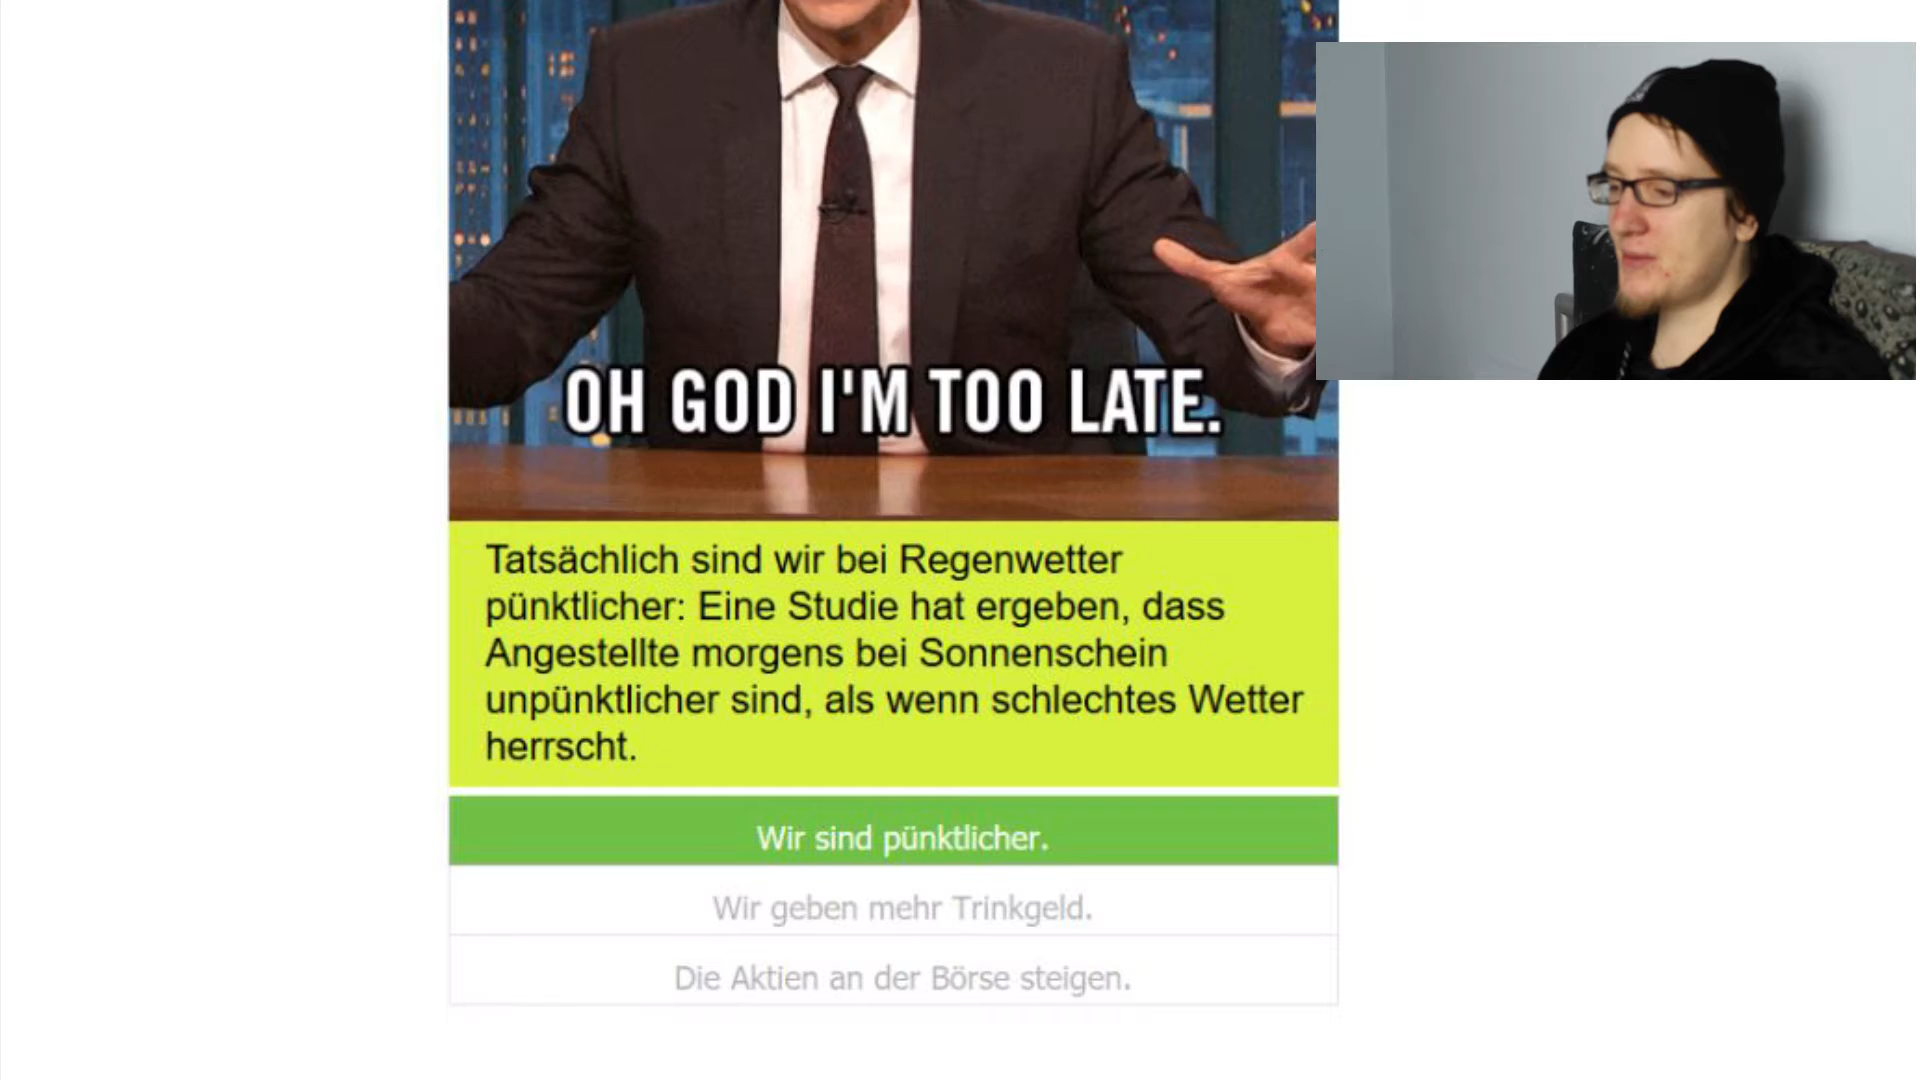 OH GOD I'M TOO LATE.
Tatsächlich sind wir bei Regenwetter
pünktlicher: Eine Studie hat ergeben, dass
Angestellte morgens bei Sonnenschein
unpünktlicher sind, als wenn schlechtes Wetter
herrscht.
Wir sind pünktlicher.
Wir geben mehr Trinkgeld.
Die Aktien an der Börse steigen.